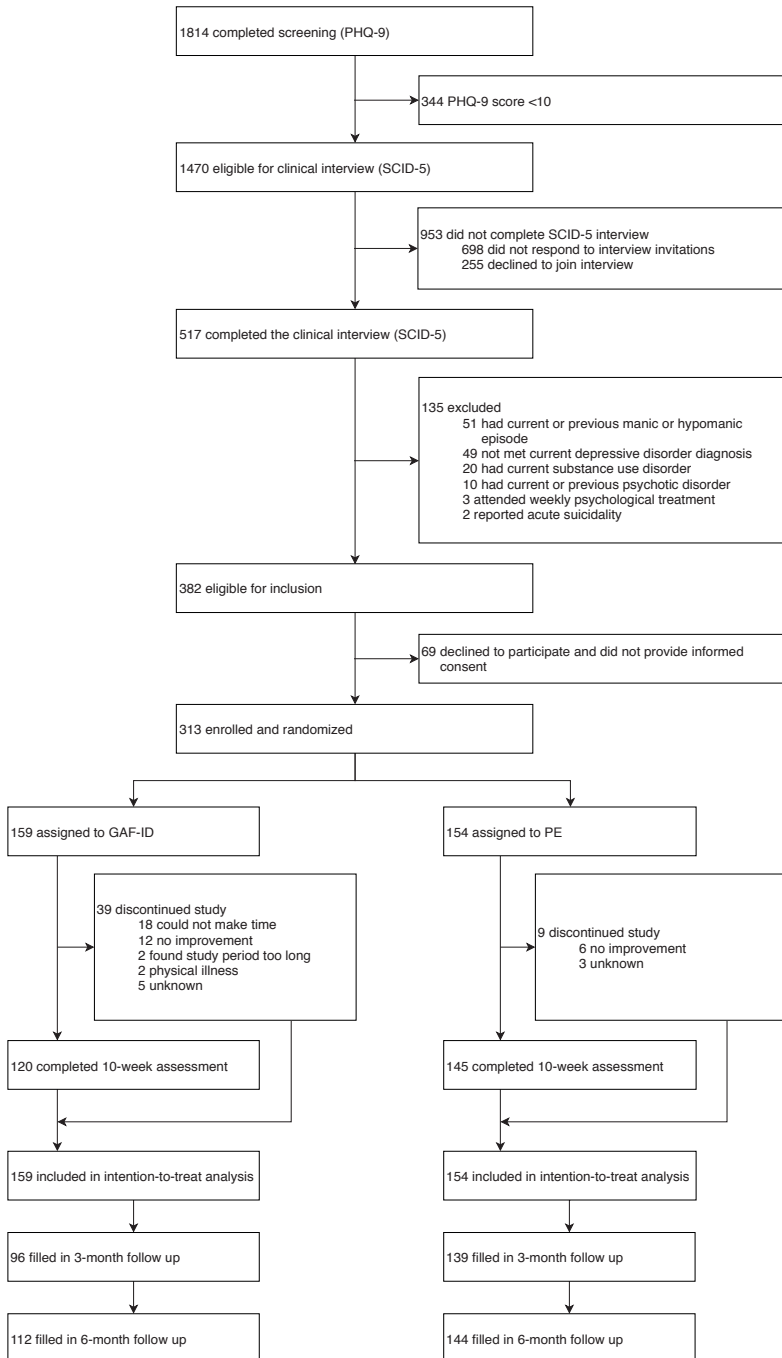 1814 completed screening (PHQ-9)
344 PHQ-9 score <10
1470 eligible for clinical interview (SCID-5)
953 did not complete SCID-5 interview
698 did not respond to interview invitations
255 declined to join interview
517 completed the clinical interview (SCID-5)
135 excluded
51 had current or previous manic or hypomanic
episode
49 not met current depressive disorder diagnosis
20 had current substance use disorder
10 had current or previous psychotic disorder
3 attended weekly psychological treatment
2 reported acute suicidality
382 eligible for inclusion
69 declined to participate and did not provide informed
consent
313 enrolled and randomized
159 assigned to GAF-ID
154 assigned to PE
39 discontinued study
18 could not make time
12 no improvement
2 found study period too long
2 physical illness
5 unknown
9 discontinued study
6 no improvement
3 unknown
120 completed 10-week assessment
145 completed 10-week assessment
159 included in intention-to-treat analysis
154 included in intention-to-treat analysis
96 filled in 3-month follow up
139 filled in 3-month follow up
112 filled in 6-month follow up
144 filled in 6-month follow up